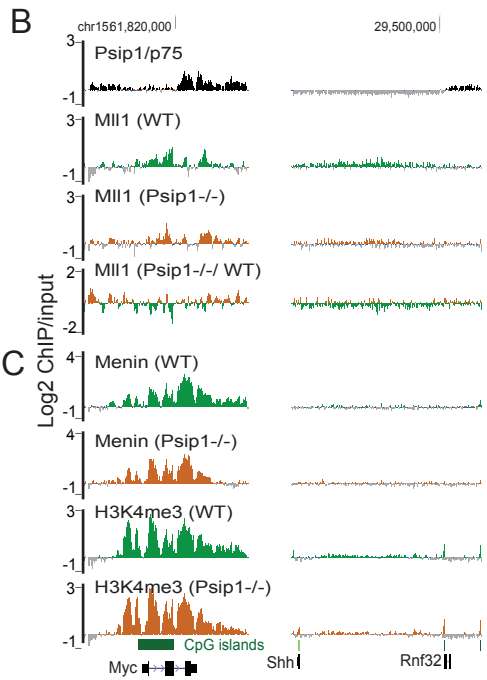 B
chr1561,820,000 29,500,000
3
Psip1/p75
-1
3
Mll1 (WT)
-1
3
Mll1 (Psip1-/-)
-1
2
Mll1 (Psip1-/-/ WT)
-2
Log2 ChIP/input
C
4
Menin (WT)
-1
4
Menin (Psip1-/-)
-1
3
H3K4me3 (WT)
-1
3
H3K4me3 (Psip1-/-)
-1
CpG islands
Myc Shh Rnf32